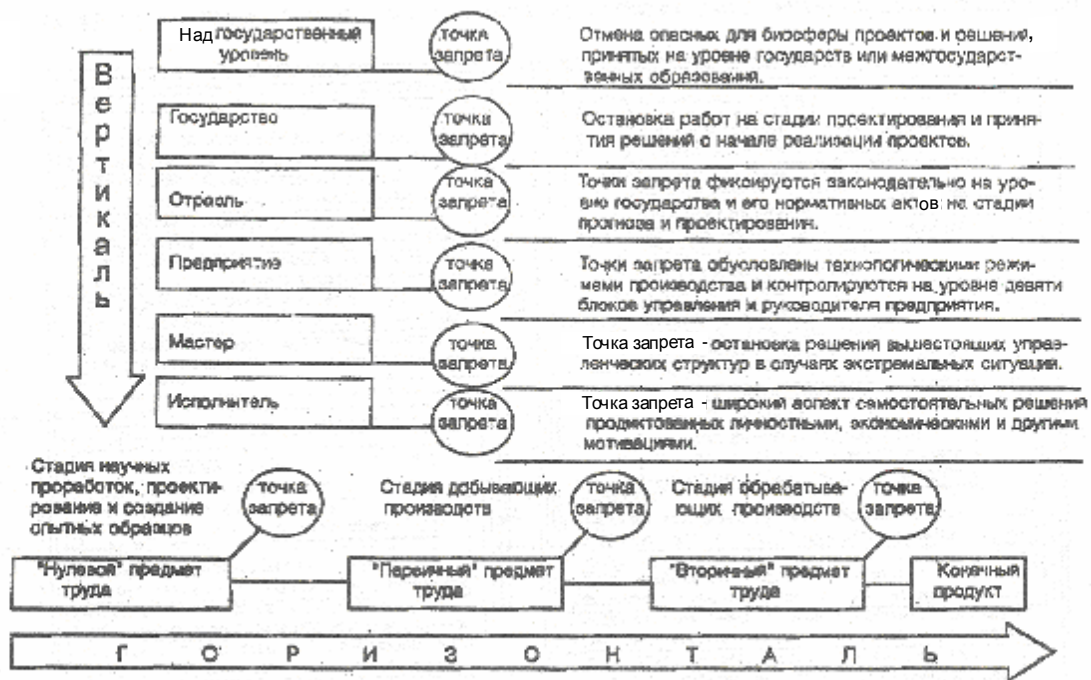 Вертикаль
Надгосударственный
уровень
точка
запрета
Отмена опасных для биосферы проектов и решений,
принятых на уровне государств или межгосударст-
венных образований.
Государство
точка
запрета
Остановка работ на стадии проектирования и приня-
тия решений о начале реализации проектов.
Отрасль
точка
запрета
Точки запрета фиксируются законодательно на уро-
вне государства и его нормативных актов на стадии
прогноза и проектирования.
Предприятие
точка
запрета
Точки запрета обусловлены технологическими режи-
мами производства и контролируются на уровне девяти
блоков управления и руководителя предприятия.
Мастер
точка
запрета
Точка запрета - остановка решения вышестоящих управ-
ленческих структур в случаях экстремальных ситуаций.
Исполнитель
точка
запрета
Точка запрета - широкий аспект самостоятельных решений
продиктованных личностными, экономическими и другими
мотивациями.
Стадия научных
проработок, проекти-
рования и создание
опытных образцов
точка
запрета
Стадия добывающих
производств
точка
запрета
Стадия обрабатыва-
ющих производств
точка
запрета
"Нулевой" предмет
труда
"Первичный" предмет
труда
"Вторичный" предмет
труда
Конечный
продукт
ГОРИЗОНТАЛЬ